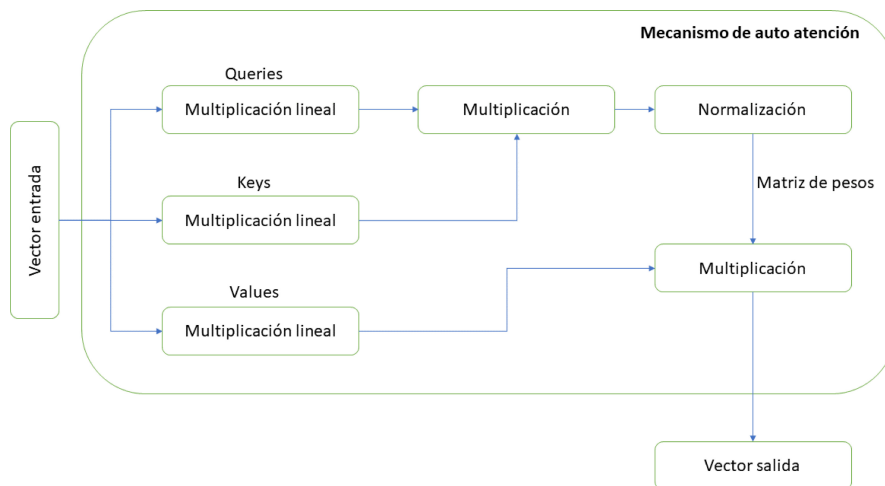 Mecanismo de auto atención
Queries
Multiplicación lineal
Multiplicación
Normalización
Vector entrada
Keys
Multiplicación lineal
Matriz de pesos
Multiplicación
Values
Multiplicación lineal
Vector salida